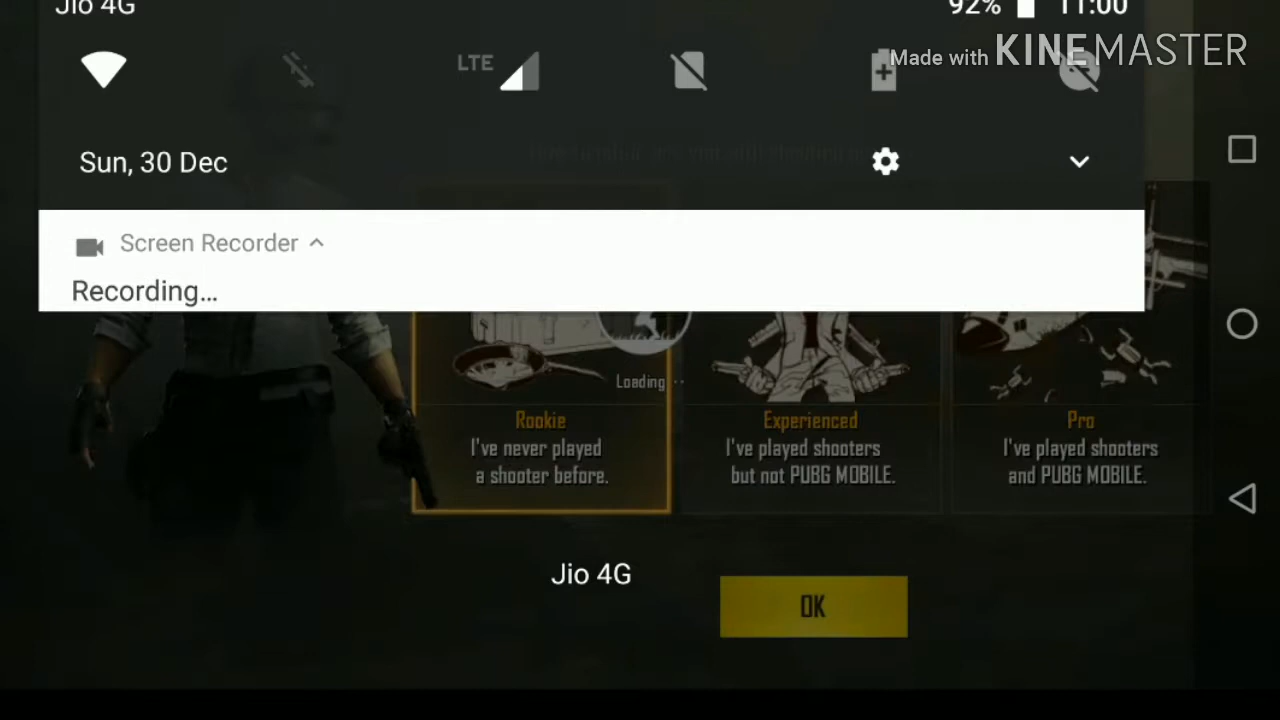 Jio 4G
92%
11:00
Made with KINEMASTER
LTE
Sun, 30 Dec
Screen Recorder
Recording...
Loading ··
Rookie
I've never played
a shooter before.
Experienced
I've played shooters
but not PUBG MOBILE.
Pro
I've played shooters
and PUBG MOBILE.
Jio 4G
OK